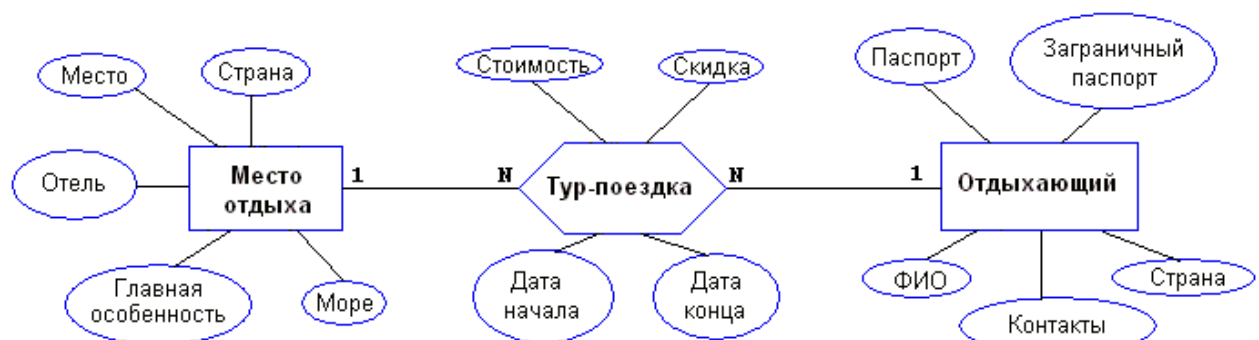 Место
Страна
Отель
Место
отдыха
Главная
особенность
Море
1
N
Стоимость
Скидка
Тур-поездка
Дата
начала
Дата
конца
N
1
Паспорт
Заграничный
паспорт
Отдыхающий
ФИО
Контакты
Страна